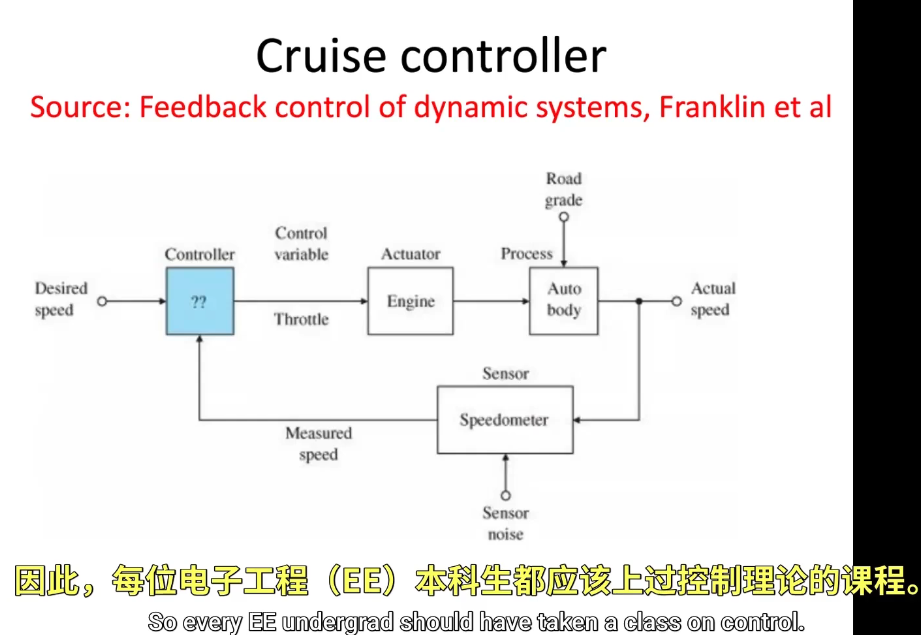 Cruise controller
Source: Feedback control of dynamic systems, Franklin et al
Road
grade
Control
variable
Controller
Actuator
Process
Desired
speed
??
Engine
Auto
body
Actual
speed
Throttle
Sensor
Speedometer
Measured
speed
Sensor
noise
因此，每位电子工程（EE）本科生都应该上过控制理论的课程。
So every EE undergrad should have taken a class on control.